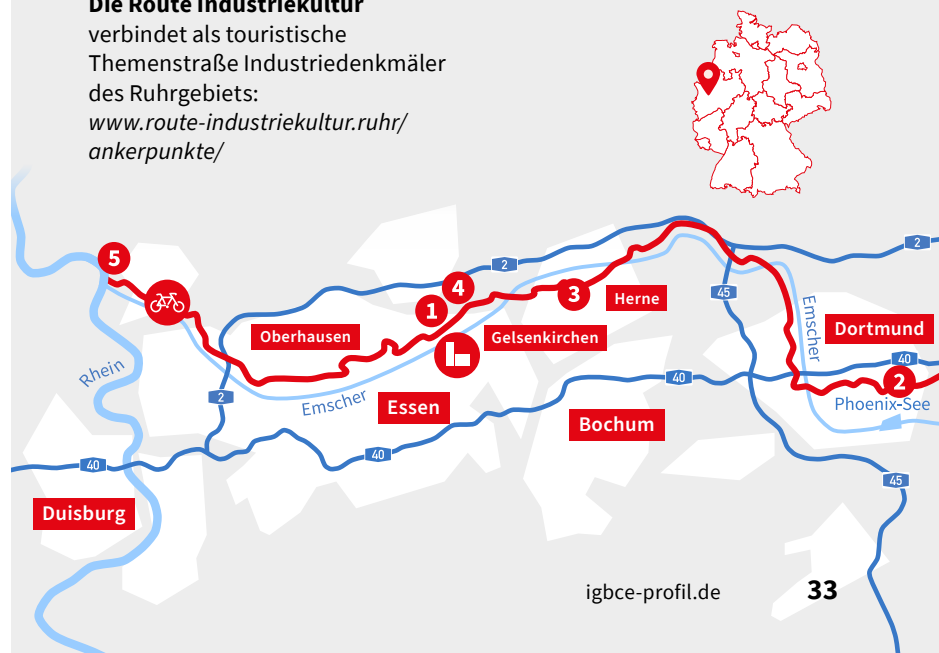 Die Route Industriekultur
verbindet als touristische
Themenstraße Industriedenkmäler
des Ruhrgebiets:
www.route-industriekultur.ruhr/
ankerpunkte/
5
2
4
2
45
3
Herne
1
Emscher
Dortmund
Oberhausen
Gelsenkirchen
40
Rhein
40
2
2
Emscher
Essen
Phoenix-See
Bochum
40
40
45
Duisburg
igbce-profil.de
33